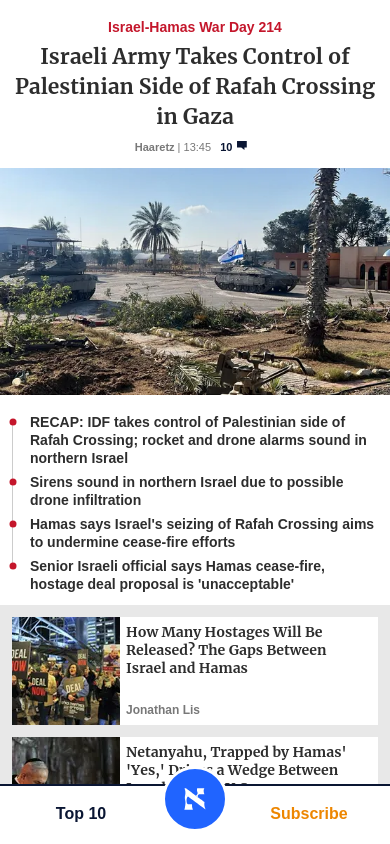 Israel-Hamas War Day 214
Israeli Army Takes Control of
Palestinian Side of Rafah Crossing
in Gaza
Haaretz | 13:45 10
RECAP: IDF takes control of Palestinian side of
Rafah Crossing; rocket and drone alarms sound in
northern Israel
Sirens sound in northern Israel due to possible
drone infiltration
Hamas says Israel's seizing of Rafah Crossing aims
to undermine cease-fire efforts
Senior Israeli official says Hamas cease-fire,
hostage deal proposal is 'unacceptable'
DEAL
NOW
DEAL
NOW
DEAL
How Many Hostages Will Be
Released? The Gaps Between
Israel and Hamas
Jonathan Lis
Netanyahu, Trapped by Hamas'
'Yes,' a Wedge Between
Top 10
Subscribe